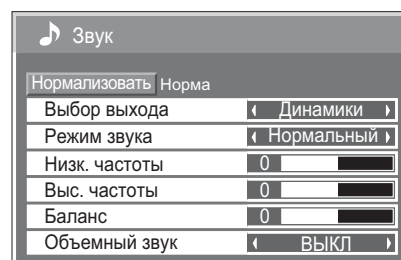 Звук
Нормализовать Норма
Выбор выхода Динамики
Режим звука Нормальный
Низк. частоты 0
Выс. частоты 0
Баланс 0
Объемный звук ВЫКЛ